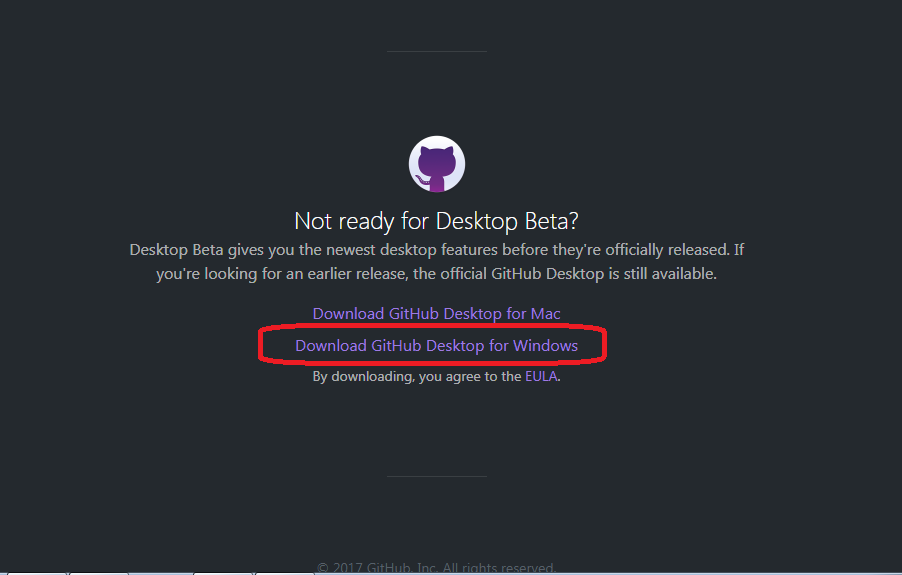 Not ready for Desktop Beta?
Desktop Beta gives you the newest desktop features before they're officially released. If
you're looking for an earlier release, the official GitHub Desktop is still available.
Download GitHub Desktop for Mac
Download GitHub Desktop for Windows
By downloading, you agree to the EULA.
© 2017 GitHub, Inc. All rights reserved.